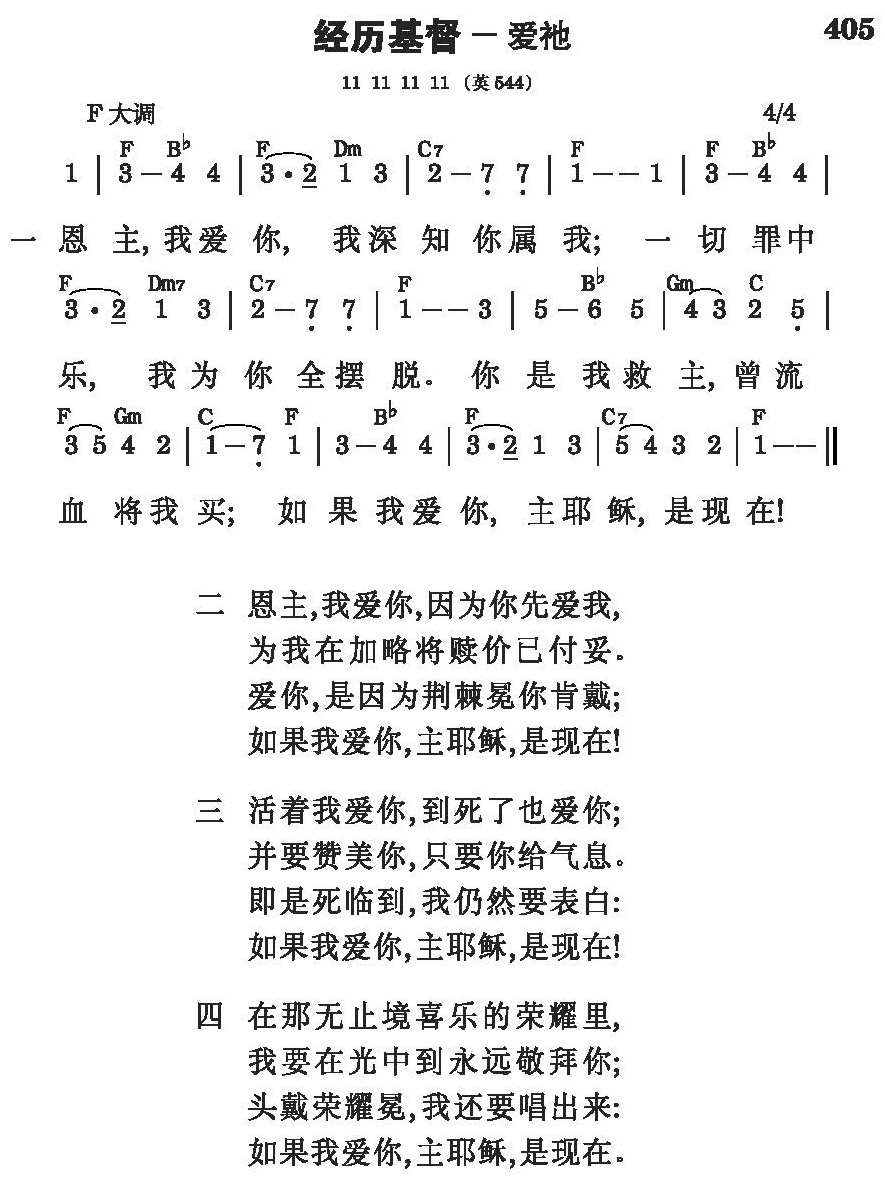 经历基督－爱祂
405
11 11 11 11（英544）
F大调 4/4
F B♭ F Dm C7 F F B♭
1 | 3 － 4 4 | 3 · 2 1 3 | 2 － 7 7 | 1 － － 1 | 3 － 4 4 |
一 恩 主, 我 爱 你, 我 深 知 你 属 我; 一 切 罪 中
F Dm7 C7 F B♭ Gm C
3 · 2 1 3 | 2 － 7 7 | 1 － － 3 | 5 － 6 5 | 4 3 2 5 |
乐, 我 为 你 全 摆 脱。 你 是 我 救 主, 曾 流
F Gm C F B♭ F C7 F
3 5 4 2 | 1 － 7 1 | 3 － 4 4 | 3 · 2 1 3 | 5 4 3 2 | 1 － － ‖
血 将 我 买; 如 果 我 爱 你, 主 耶 稣, 是 现 在!
二 恩主,我爱你,因为你先爱我,
为我在加略将赎价已付妥。
爱你,是因为荆棘冕你肯戴;
如果我爱你,主耶稣,是现在!
三 活着我爱你,到死了也爱你;
并要赞美你,只要你给气息。
即是死临到,我仍然要表白:
如果我爱你,主耶稣,是现在!
四 在那无止境喜乐的荣耀里,
我要在光中到永远敬拜你;
头戴荣耀冕,我还要唱出来:
如果我爱你,主耶稣,是现在。